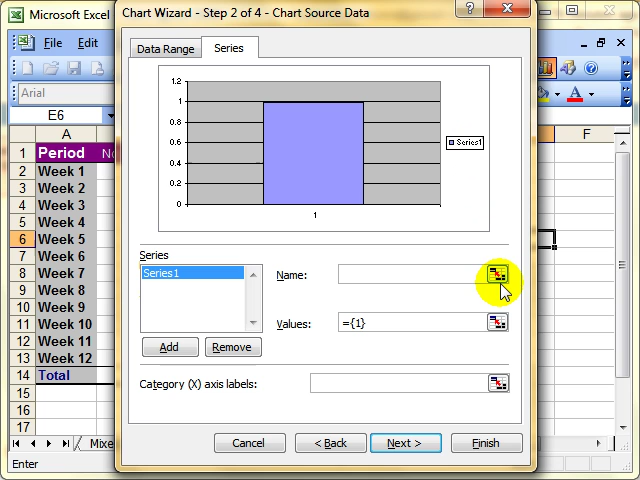 Microsoft Excel
Chart Wizard - Step 2 of 4 - Chart Source Data
File
Edit
Data Range
Series
Arial
E6
A
F
1 Period No
2 Week 1
3 Week 2
4 Week 3
5 Week 4
6 Week 5
7 Week 6
8 Week 7
9 Week 8
10 Week 9
11 Week 10
12 Week 11
13 Week 12
14 Total
15
16
17
1.2
1
0.8
0.6
0.4
0.2
0
1
Series1
Series
Series1
Name:
Values:
={1}
Add
Remove
Category (X) axis labels:
Cancel
< Back
Next >
Finish
Mixe
Enter